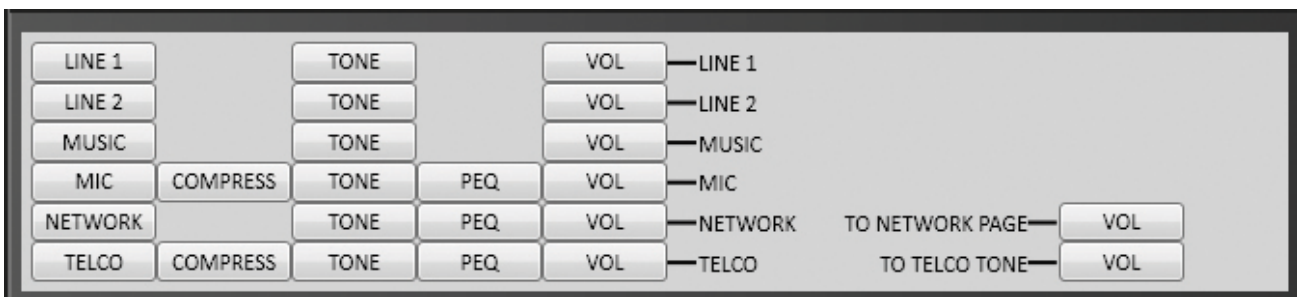 LINE 1 TONE VOL LINE 1
LINE 2 TONE VOL LINE 2
MUSIC TONE VOL MUSIC
MIC COMPRESS TONE PEQ VOL MIC
NETWORK TONE PEQ VOL NETWORK TO NETWORK PAGE VOL
TELCO COMPRESS TONE PEQ VOL TELCO TO TELCO TONE VOL